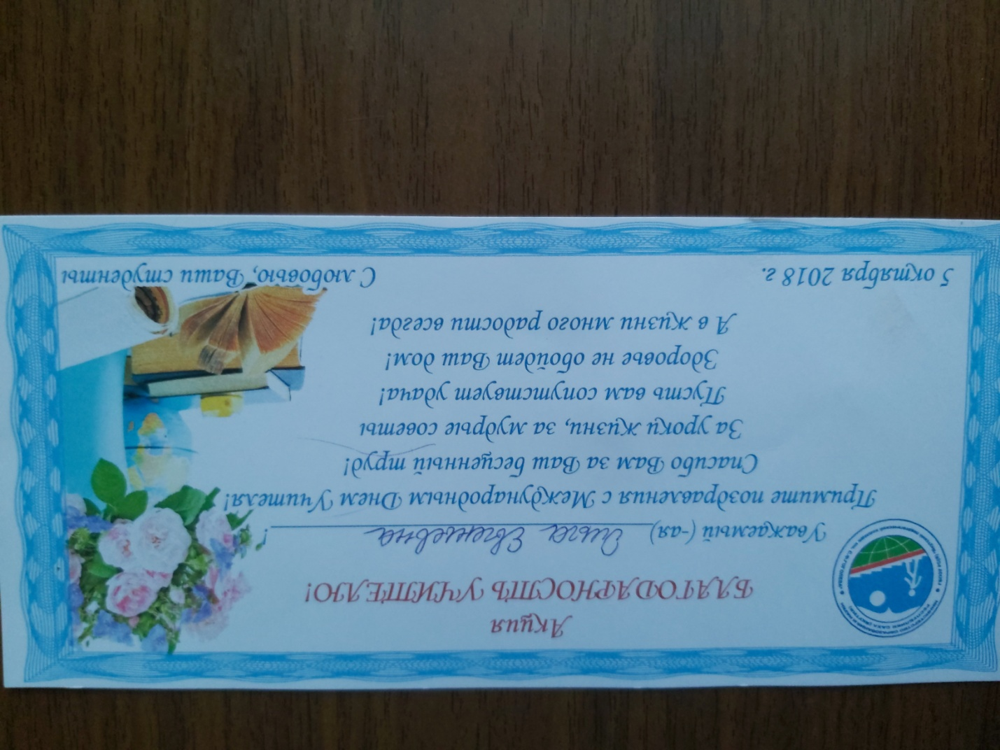 Акция
БЛАГОДАРНОСТЬ УЧИТЕЛЮ!
Уважаемый (-ая) Ольга Евгеньевна !
Примите поздравления с Международным Днем Учителя!
Спасибо Вам за Ваш бесценный труд!
За уроки жизни, за мудрые советы
Пусть вам сопутствует удача!
Здоровье не обойдет Ваш дом!
А в жизни много радости всегда!
5 октября 2018 г. С любовью, Ваши студенты